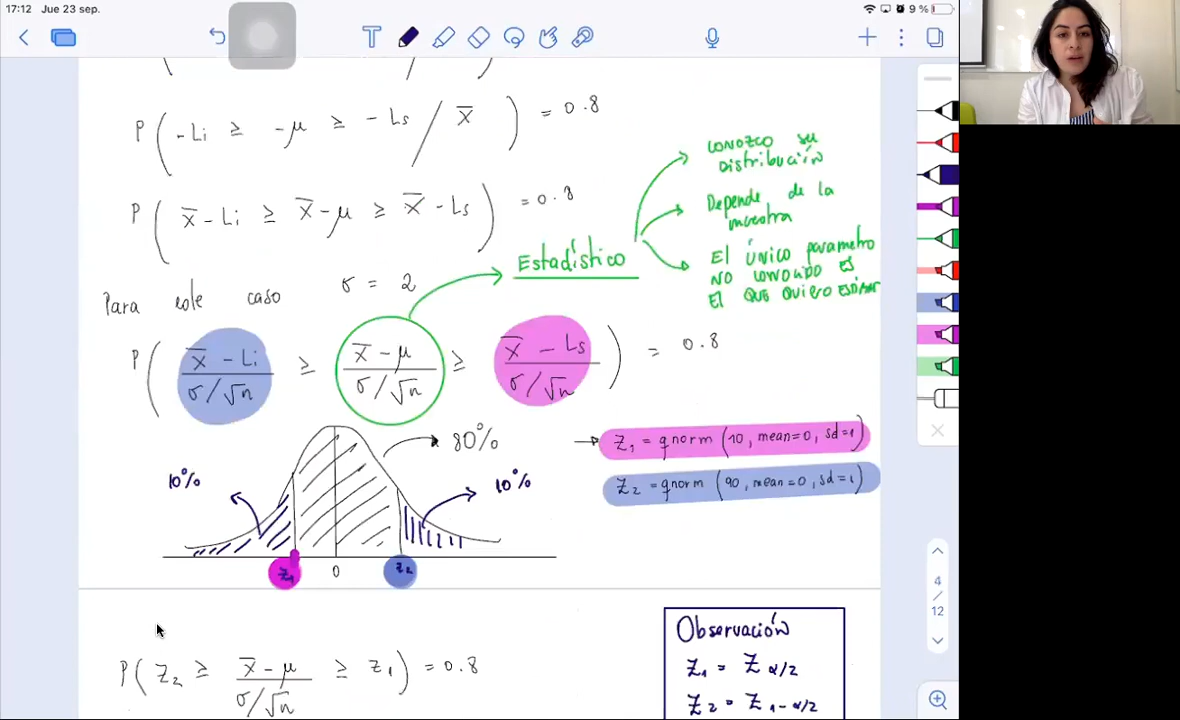 17:12 Jue 23 sep.
9 %
P ( -Li ≥ -μ ≥ -Ls / x̅ ) = 0.8
P ( x̅ - Li ≥ x̅ - μ ≥ x̅ - Ls ) = 0.8
conozco su
distribución
Depende de la
muestra
El único parametro
NO conocido es
El QUE quiero estimar
Estadístico
Para este caso σ = 2
P ( x̅ - Li / σ/√n ≥ x̅ - μ / σ/√n ≥ x̅ - Ls / σ/√n ) = 0.8
80%
10%
10%
Z₁ = qnorm (10, mean=0, sd=1)
Z₂ = qnorm (90, mean=0, sd=1)
Z₁
0
Z₂
4
/
12
P ( Z₂ ≥ x̅ - μ / σ/√n ≥ Z₁ ) = 0.8
Observación
Z₁ = Z α/2
Z₂ = Z 1-α/2